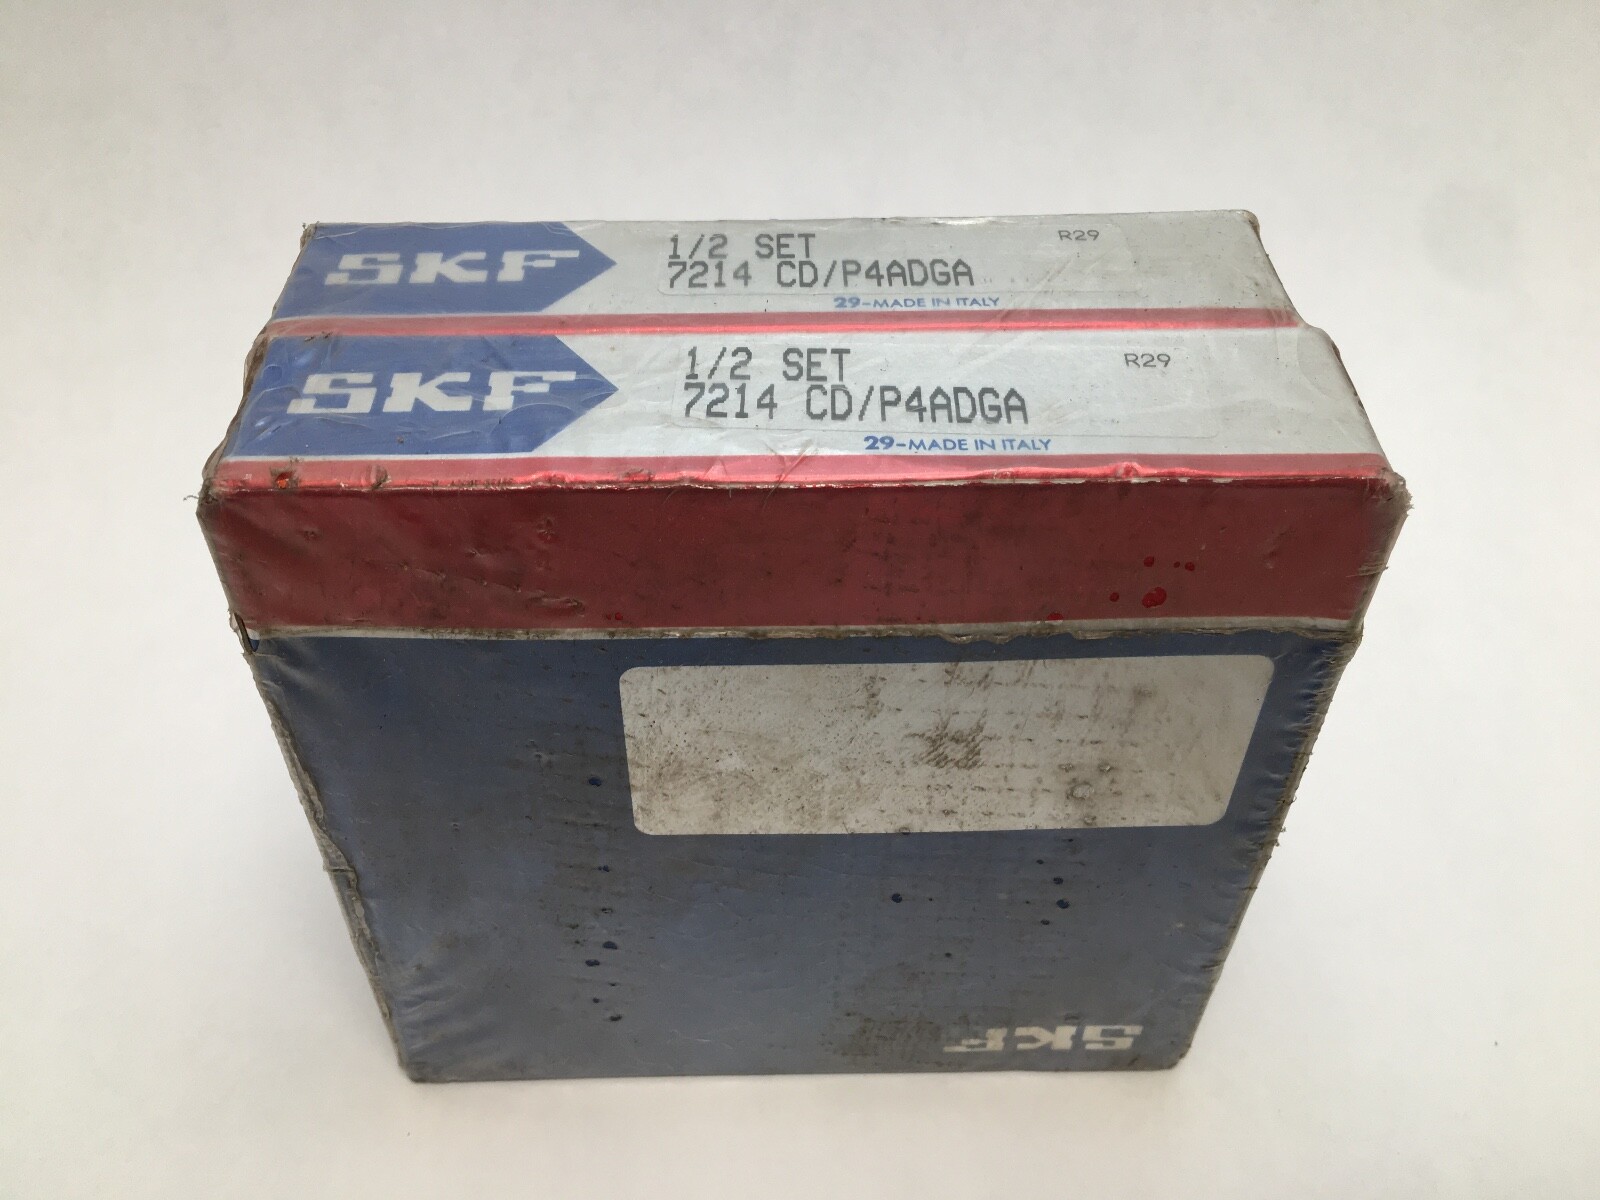 SKF
1/2 SET
R29
7214 CD/P4ADGA
29-MADE IN ITALY
SKF
1/2 SET
R29
7214 CD/P4ADGA
29-MADE IN ITALY
SKF